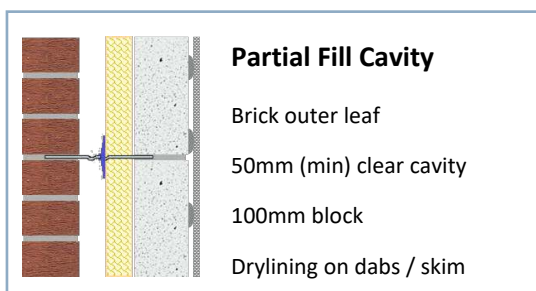 Partial Fill Cavity
Brick outer leaf
50mm (min) clear cavity
100mm block
Drylining on dabs / skim